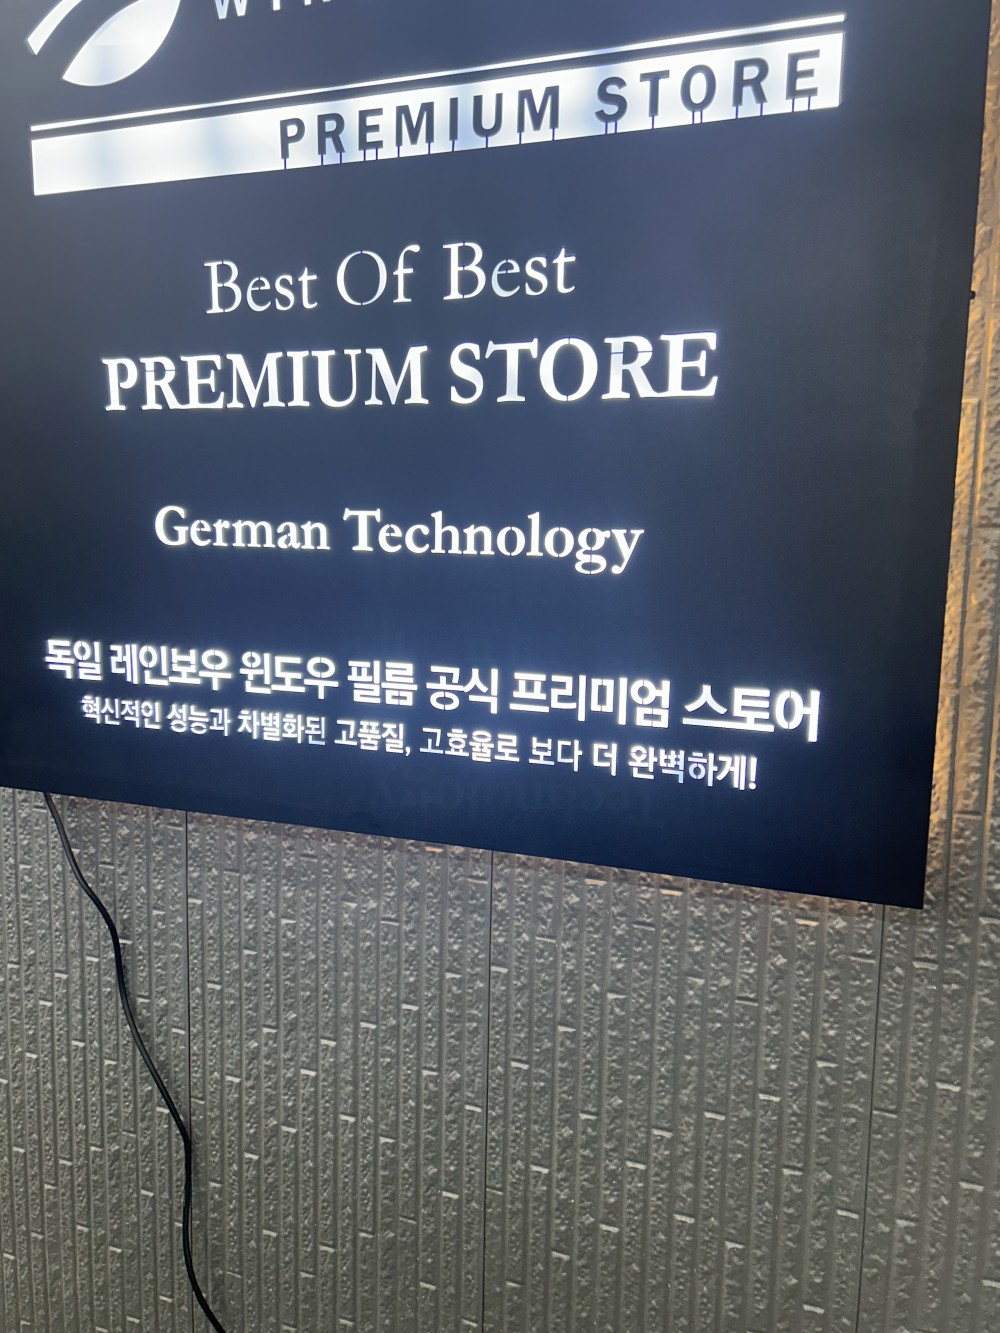 PREMIUM STORE
Best Of Best
PREMIUM STORE
German Technology
독일 레인보우 윈도우 필름 공식 프리미엄 스토어
혁신적인 성능과 차별화된 고품질, 고효율로 보다 더 완벽하게!